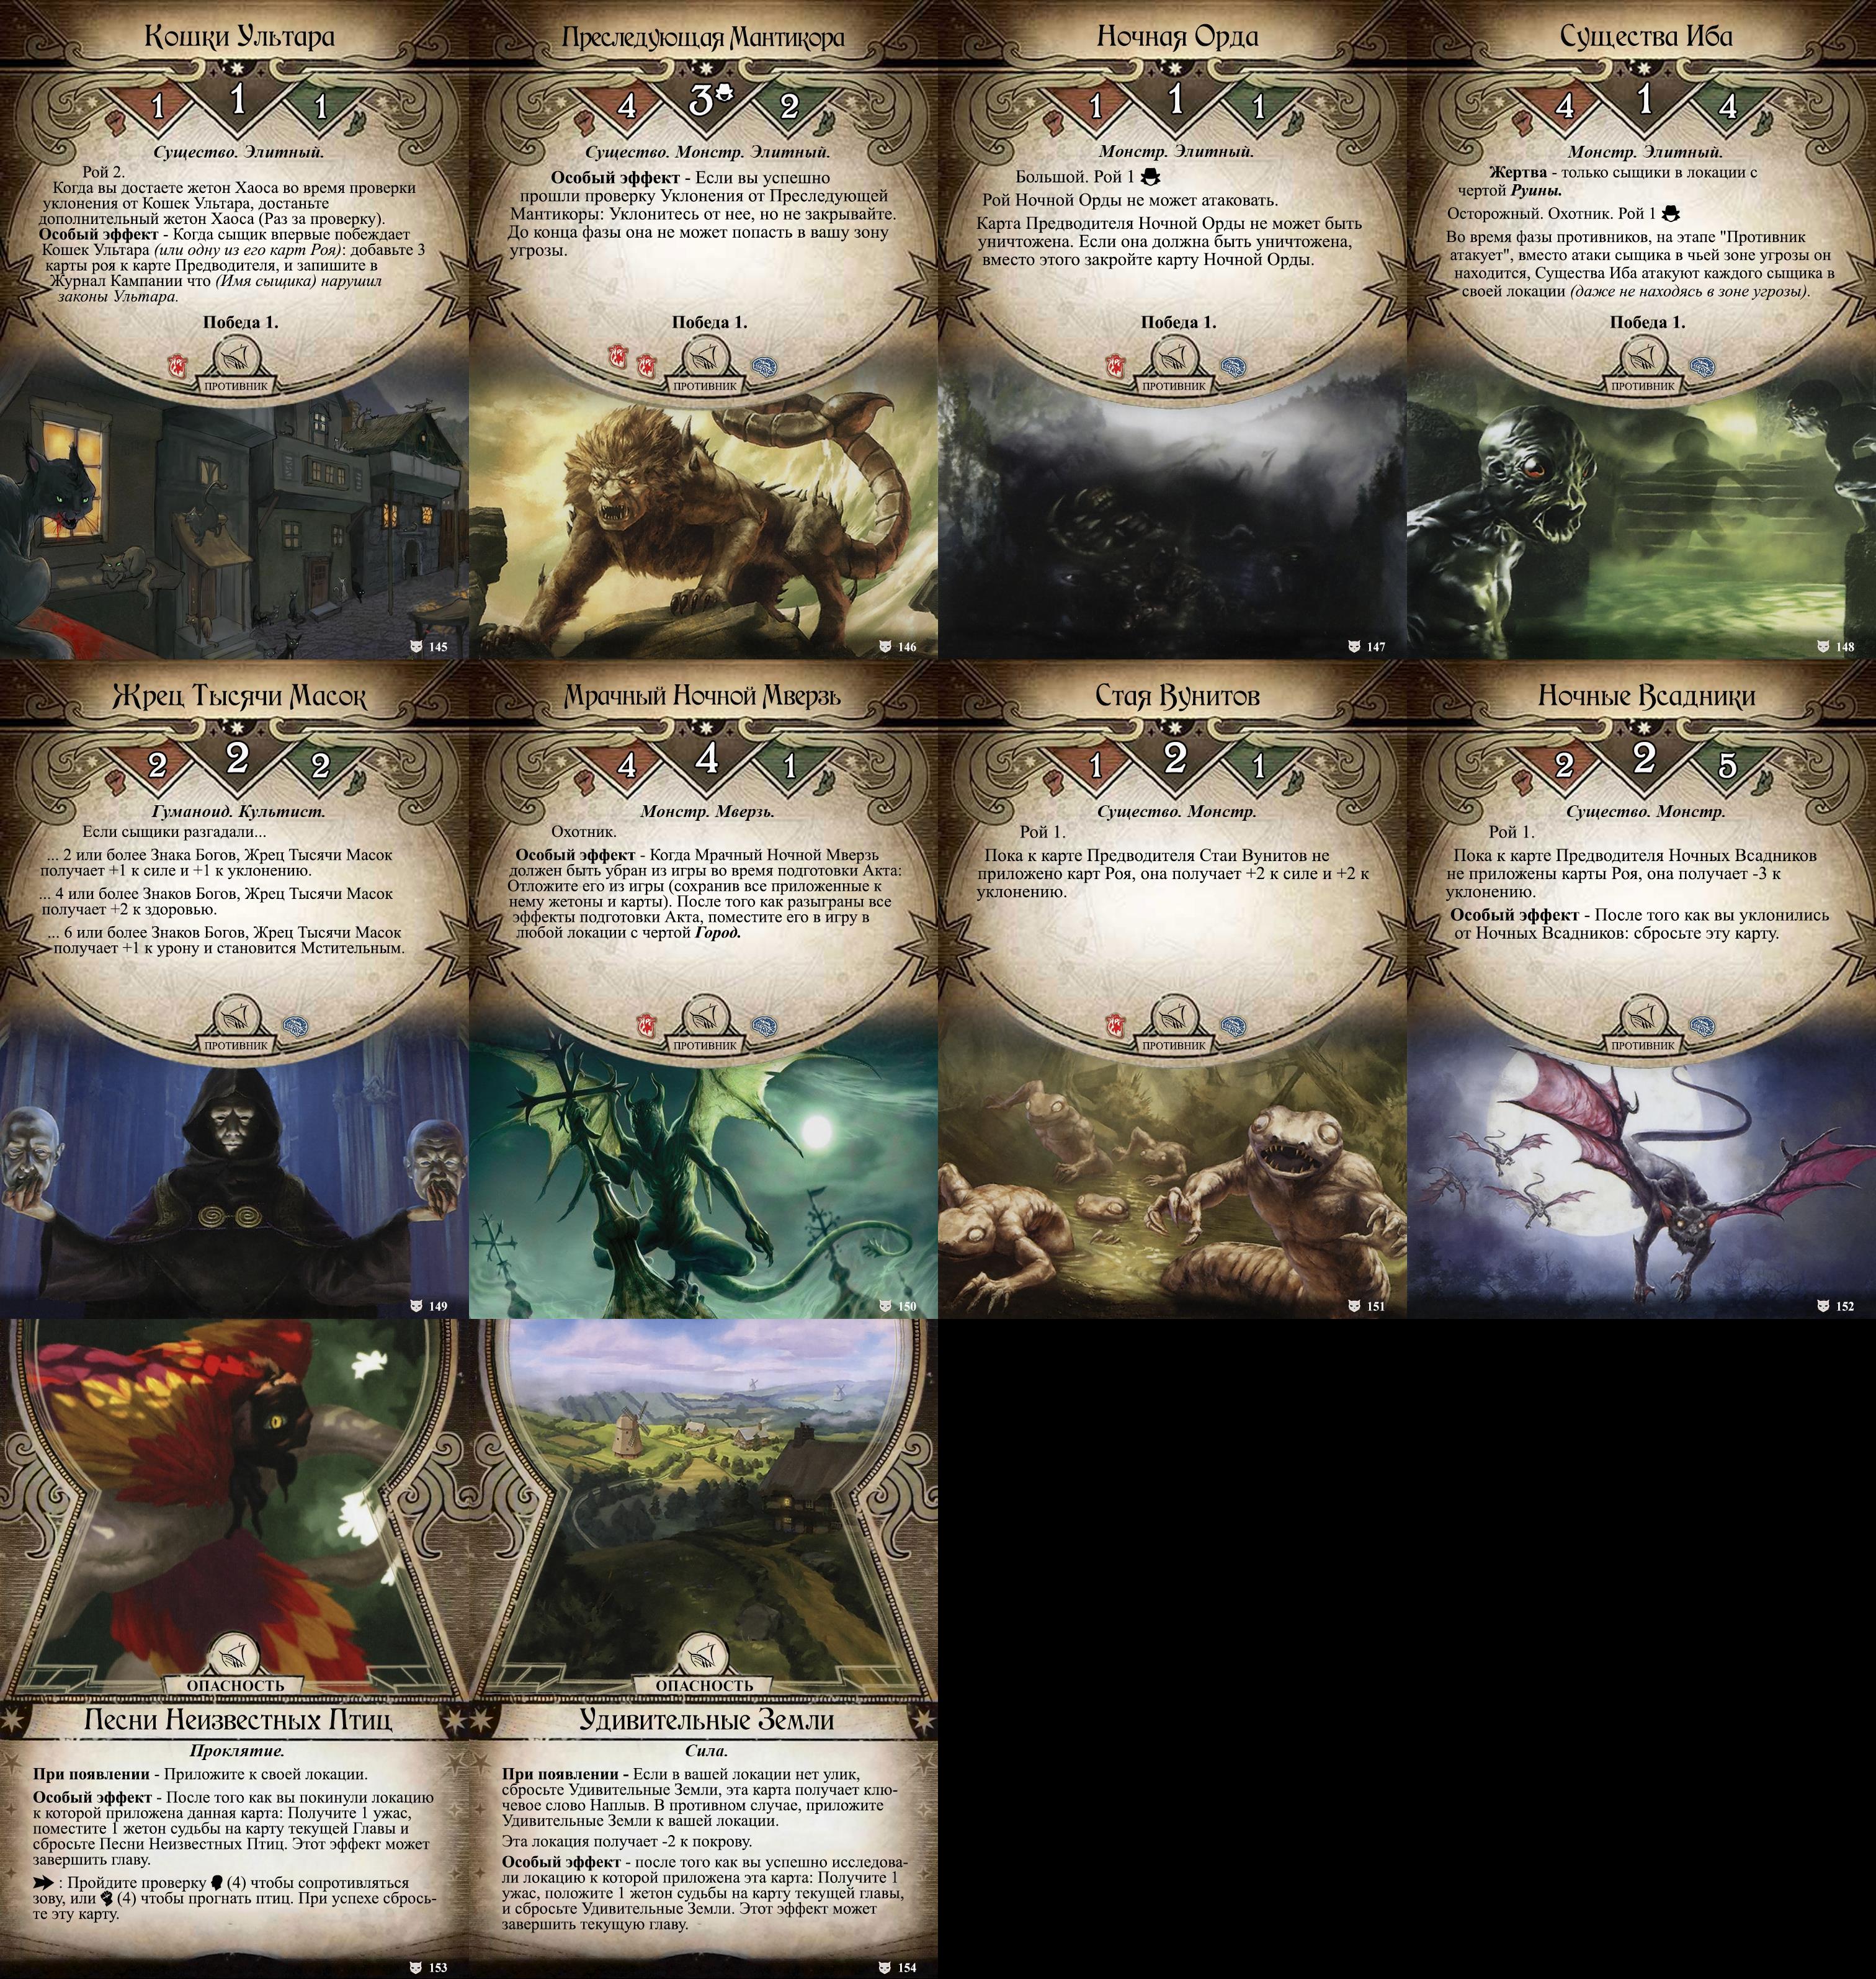 Кошки Ультара
1
1
1
Существо. Элитный.
Рой 2.
Когда вы достаете жетон Хаоса во время проверки
уклонения от Кошек Ультара, достаньте
дополнительный жетон Хаоса (Раз за проверку).
Особый эффект - Когда сыщик впервые побеждает
Кошек Ультара (или одну из его карт Роя): добавьте 3
карты роя к карте Предводителя, и запишите в
Журнал Кампании что (Имя сыщика) нарушил
законы Ультара.
Победа 1.
ПРОТИВНИК
145
Преследующая Мантикора
4
3
2
Существо. Монстр. Элитный.
Особый эффект - Если вы успешно
прошли проверку Уклонения от Преследующей
Мантикоры: Уклонитесь от нее, но не закрывайте.
До конца фазы она не может попасть в вашу зону
угрозы.
Победа 1.
ПРОТИВНИК
146
Ночная Орда
1
1
1
Монстр. Элитный.
Большой. Рой 1
Рой Ночной Орды не может атаковать.
Карта Предводителя Ночной Орды не может быть
уничтожена. Если она должна быть уничтожена,
вместо этого закройте карту Ночной Орды.
Победа 1.
ПРОТИВНИК
147
Существа Иба
4
1
4
Монстр. Элитный.
Жертва - только сыщики в локации с
чертой Руины.
Осторожный. Охотник. Рой 1
Во время фазы противников, на этапе "Противник
атакует", вместо атаки сыщика в чьей зоне угрозы он
находится, Существа Иба атакуют каждого сыщика в
своей локации (даже не находясь в зоне угрозы).
Победа 1.
ПРОТИВНИК
148
Жрец Тысячи Масок
2
2
2
Гуманоид. Культист.
Если сыщики разгадали...
... 2 или более Знака Богов, Жрец Тысячи Масок
получает +1 к силе и +1 к уклонению.
... 4 или более Знаков Богов, Жрец Тысячи Масок
получает +2 к здоровью.
... 6 или более Знаков Богов, Жрец Тысячи Масок
получает +1 к урону и становится Мстительным.
ПРОТИВНИК
149
Мрачный Ночной Мверзь
4
4
1
Монстр. Мверзь.
Охотник.
Особый эффект - Когда Мрачный Ночной Мверзь
должен быть убран из игры во время подготовки Акта:
Отложите его из игры (сохранив все приложенные к
нему жетоны и карты). После того как разыграны все
эффекты подготовки Акта, поместите его в игру в
любой локации с чертой Город.
ПРОТИВНИК
150
Стая Вунитов
1
2
1
Существо. Монстр.
Рой 1.
Пока к карте Предводителя Стаи Вунитов не
приложено карт Роя, она получает +2 к силе и +2 к
уклонению.
ПРОТИВНИК
151
Ночные Всадники
2
2
5
Существо. Монстр.
Рой 1.
Пока к карте Предводителя Ночных Всадников
не приложены карты Роя, она получает -3 к
уклонению.
Особый эффект - После того как вы уклонились
от Ночных Всадников: сбросьте эту карту.
ПРОТИВНИК
152
ОПАСНОСТЬ
Песни Неизвестных Птиц
Проклятие.
При появлении - Приложите к своей локации.
Особый эффект - После того как вы покинули локацию
к которой приложена данная карта: Получите 1 ужас,
поместите 1 жетон судьбы на карту текущей Главы и
сбросьте Песни Неизвестных Птиц. Этот эффект может
завершить главу.
: Пройдите проверку (4) чтобы сопротивляться
зову, или (4) чтобы прогнать птиц. При успехе сбрось-
те эту карту.
153
ОПАСНОСТЬ
Удивительные Земли
Сила.
При появлении - Если в вашей локации нет улик,
сбросьте Удивительные Земли, эта карта получает клю-
чевое слово Наплыв. В противном случае, приложите
Удивительные Земли к вашей локации.
Эта локация получает -2 к покрову.
Особый эффект - после того как вы успешно исследова-
ли локацию к которой приложена эта карта: Получите 1
ужас, положите 1 жетон судьбы на карту текущей главы,
и сбросьте Удивительные Земли. Этот эффект может
завершить текущую главу.
154